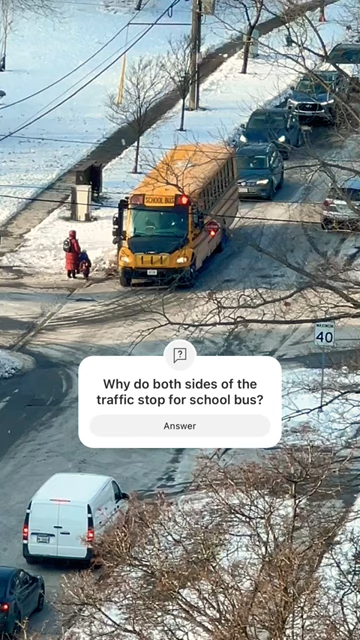 SCHOOL BUS
MAXIMUM
40
?
Why do both sides of the
traffic stop for school bus?
Answer